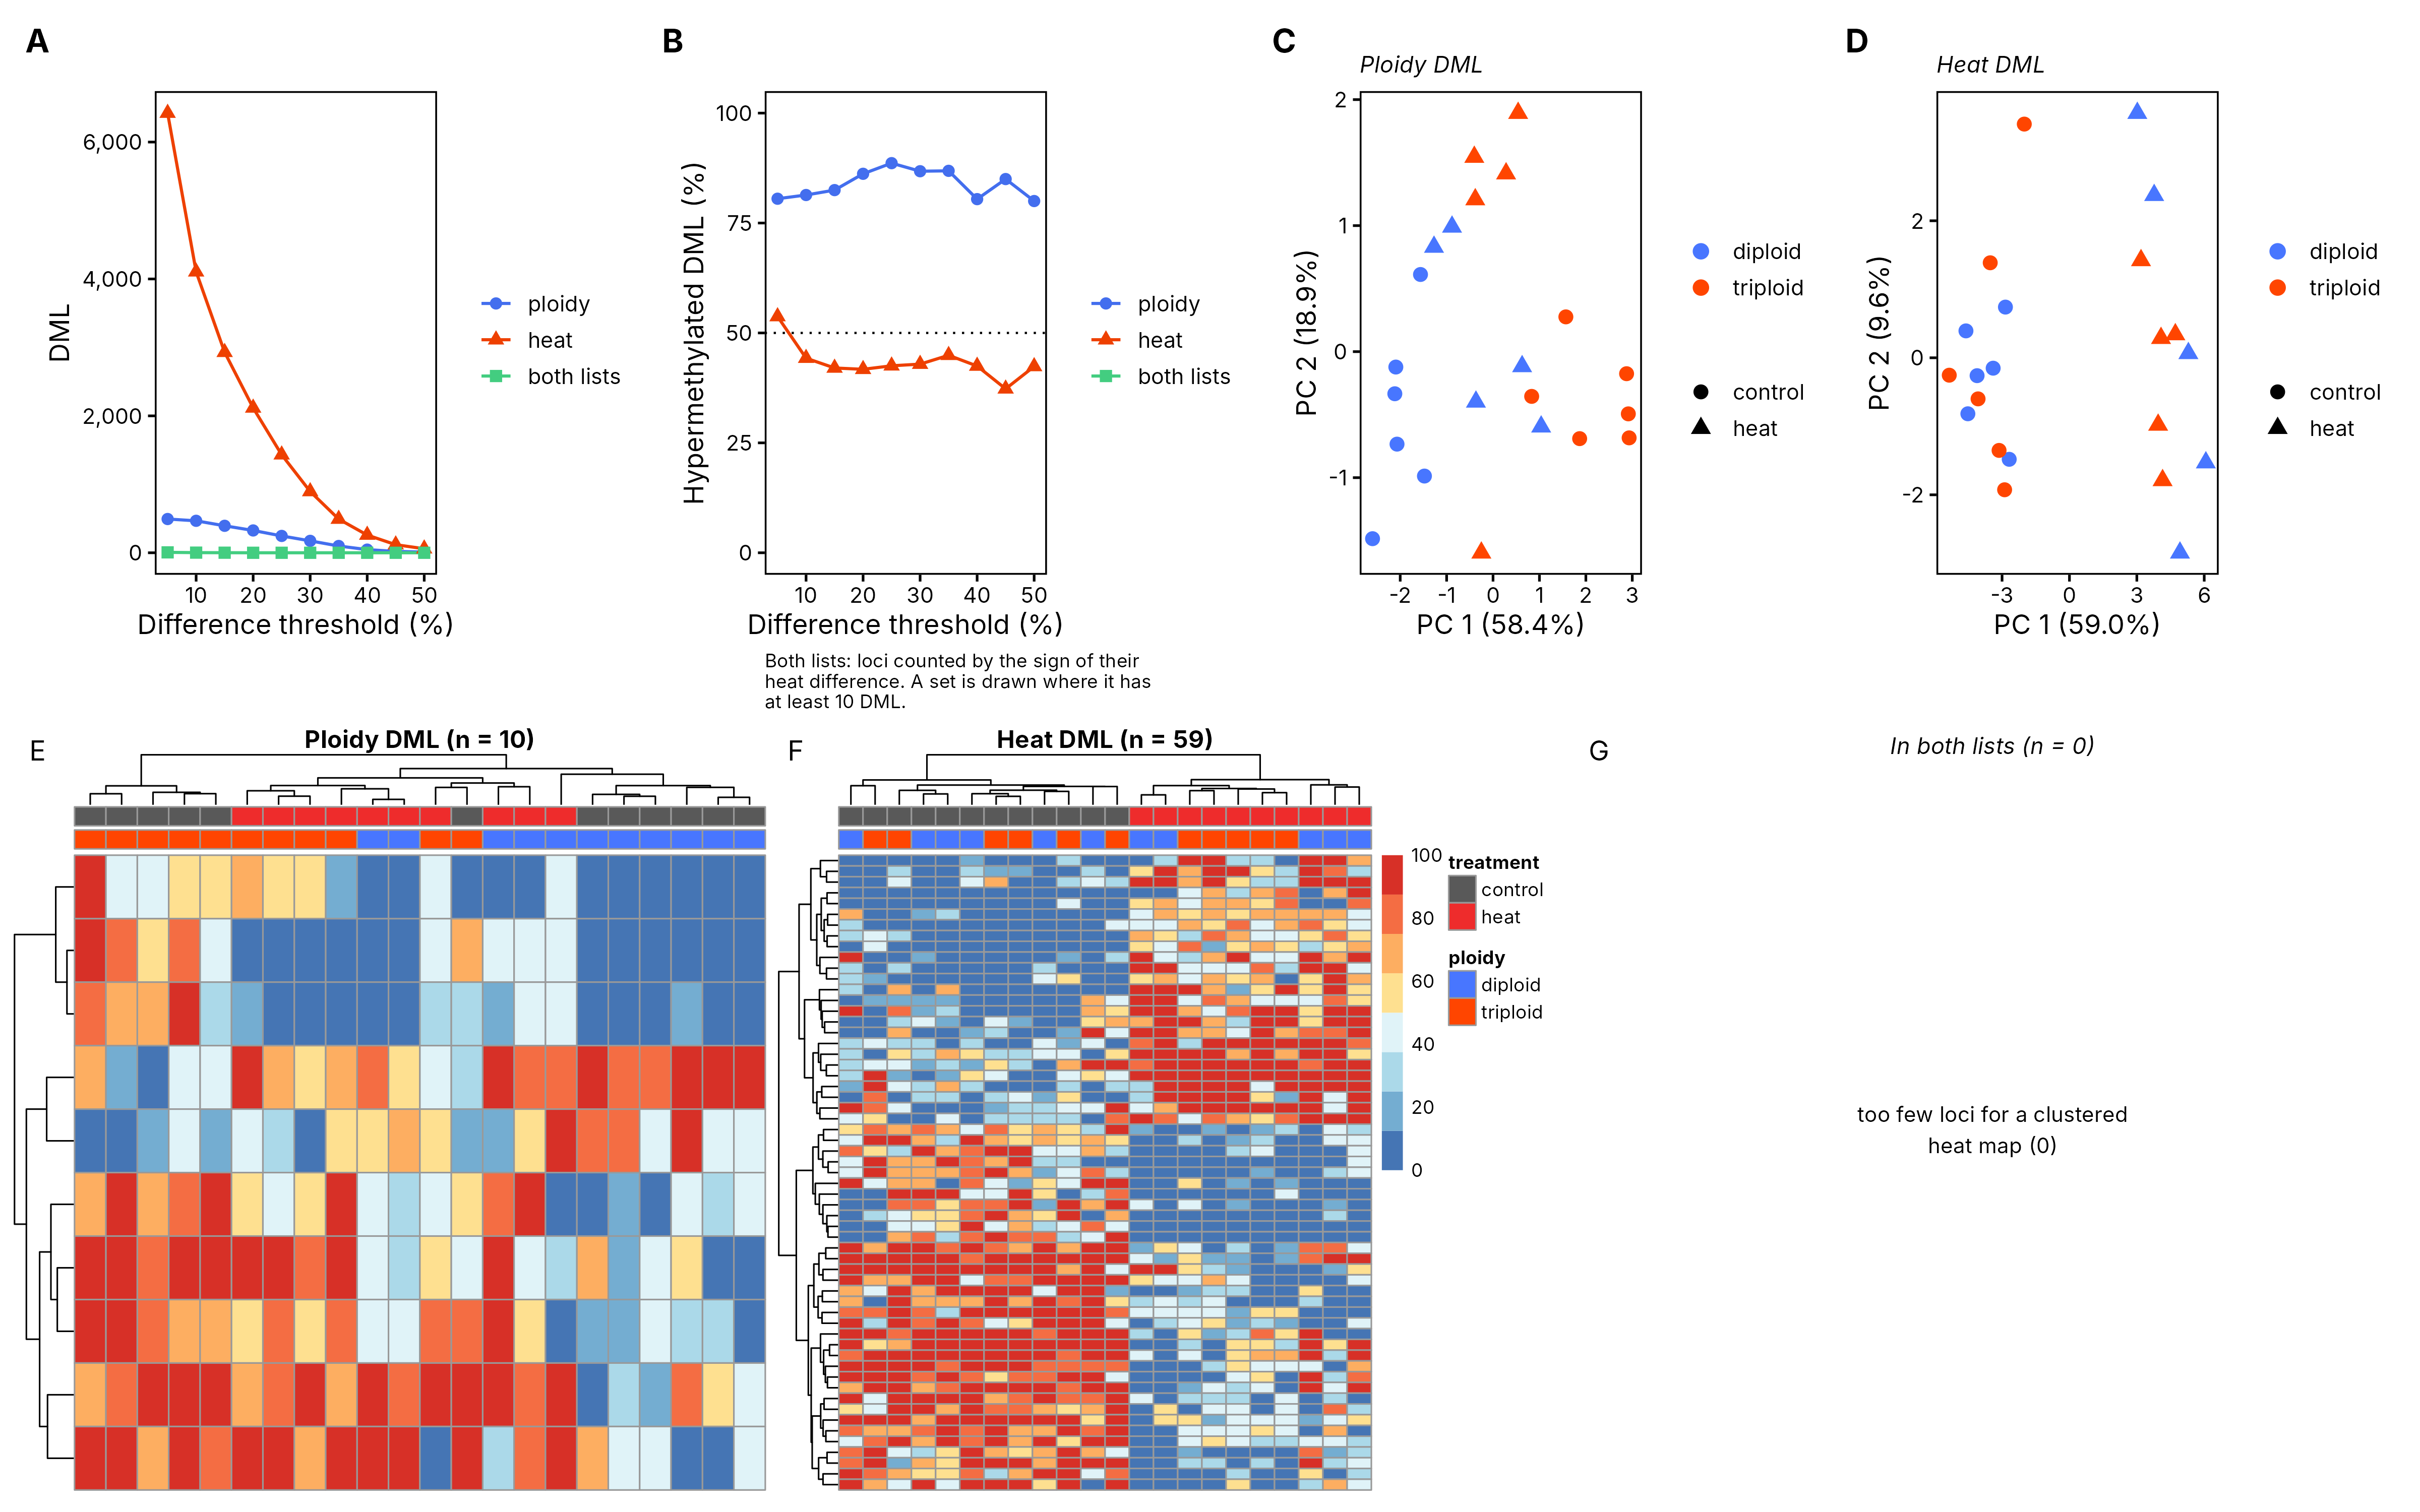 A
B
C
D
Ploidy DML
Heat DML
6,000
4,000
2,000
0
DML
10 20 30 40 50
Difference threshold (%)
ploidy
heat
both lists
100
75
50
25
0
Hypermethylated DML (%)
10 20 30 40 50
Difference threshold (%)
ploidy
heat
both lists
Both lists: loci counted by the sign of their
heat difference. A set is drawn where it has
at least 10 DML.
2
1
0
-1
PC 2 (18.9%)
-2 -1 0 1 2 3
PC 1 (58.4%)
diploid
triploid
control
heat
2
0
-2
PC 2 (9.6%)
-3 0 3 6
PC 1 (59.0%)
diploid
triploid
control
heat
E
Ploidy DML (n = 10)
F
Heat DML (n = 59)
100
80
60
40
20
0
treatment
control
heat
ploidy
diploid
triploid
G
In both lists (n = 0)
too few loci for a clustered
heat map (0)